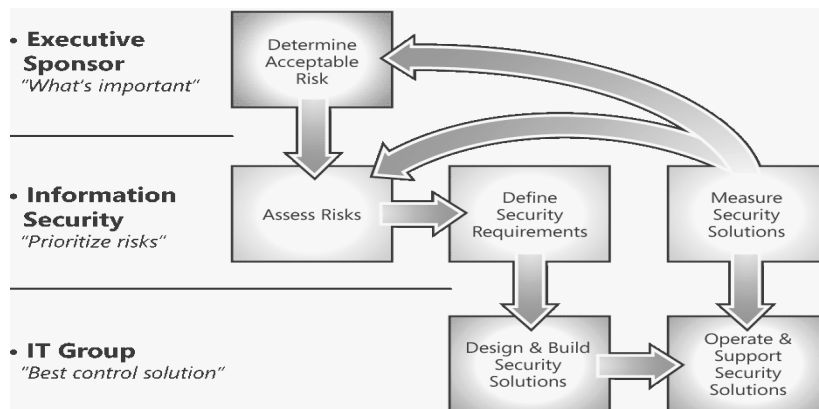 • Executive
Sponsor
"What's important"
Determine
Acceptable
Risk
• Information
Security
"Prioritize risks"
Assess Risks
Define
Security
Requirements
Measure
Security
Solutions
• IT Group
"Best control solution"
Design & Build
Security
Solutions
Operate &
Support
Security
Solutions